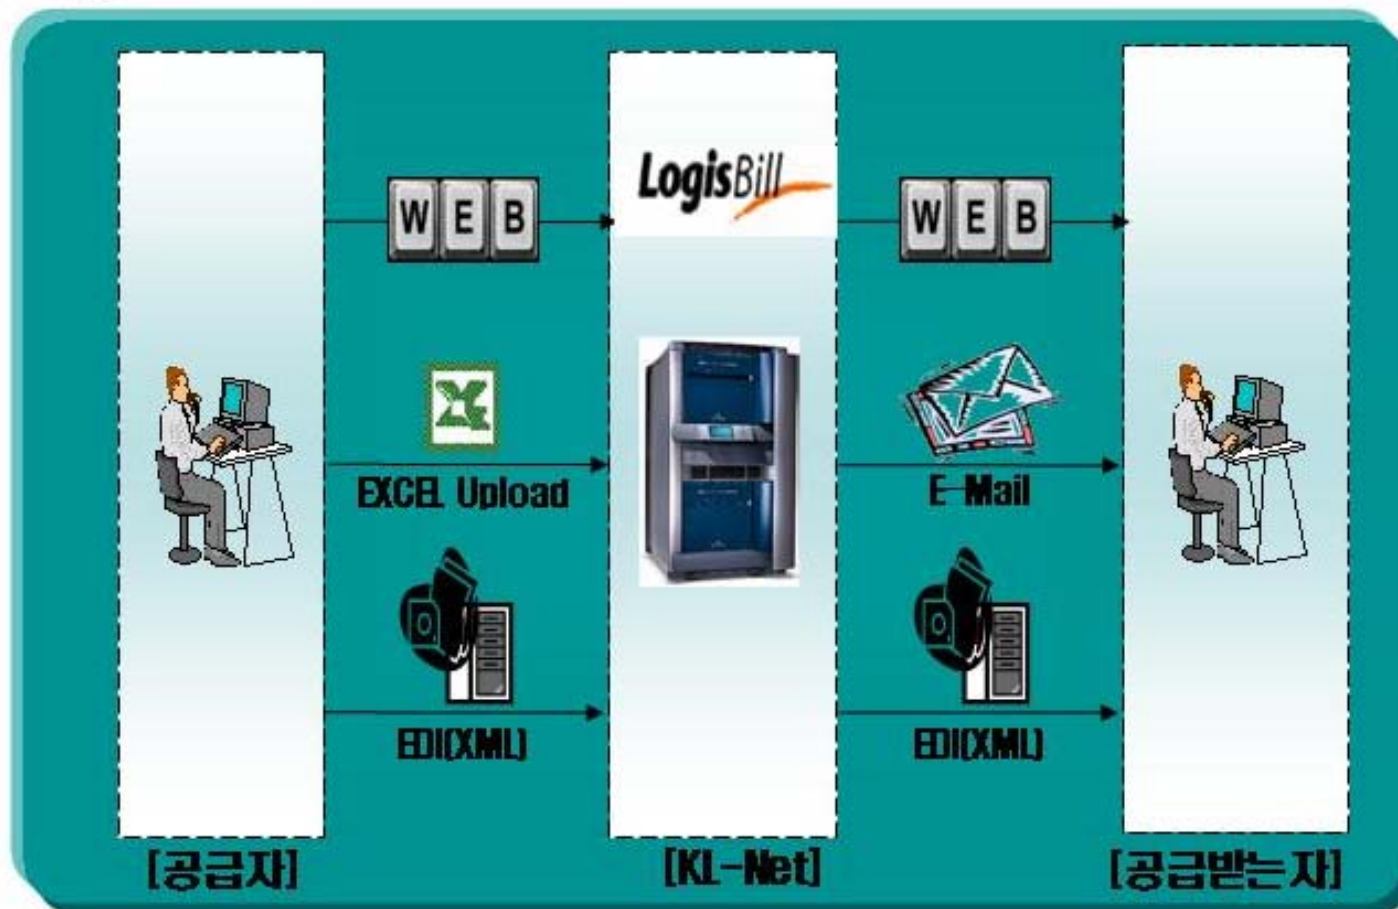 LogisBill
WEB
WEB
EXCEL Upload
E-Mail
EDI(XML)
EDI(XML)
[공급자]
[KL-Net]
[공급받는자]